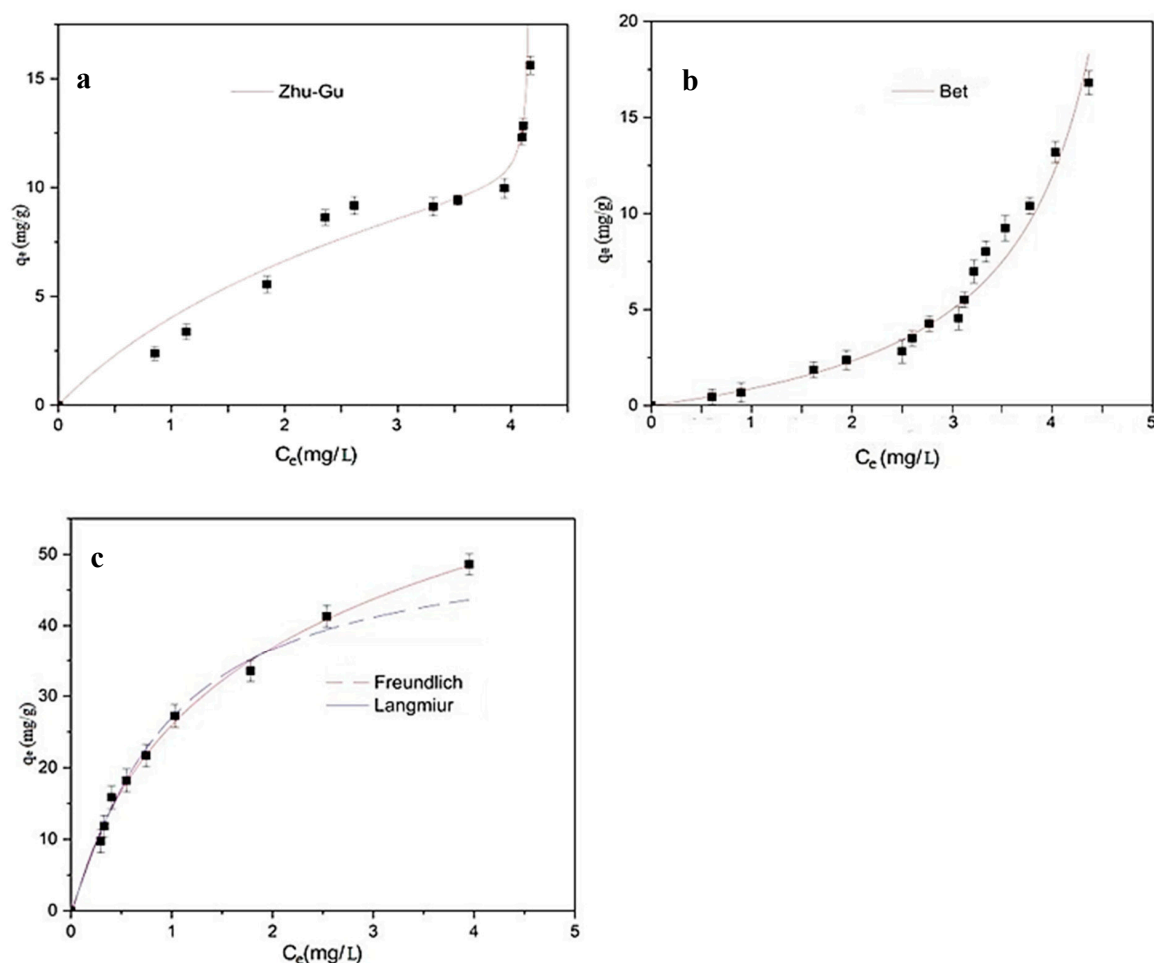 a
Zhu-Gu
15
10
5
0
qe (mg/g)
0 1 2 3 4
Ce(mg/L)
b
Bet
20
15
10
5
0
qe (mg/g)
0 1 2 3 4 5
Ce (mg/L)
c
50
40
30
20
10
0
qe (mg/g)
Freundlich
Langmiur
0 1 2 3 4 5
Ce(mg/L)